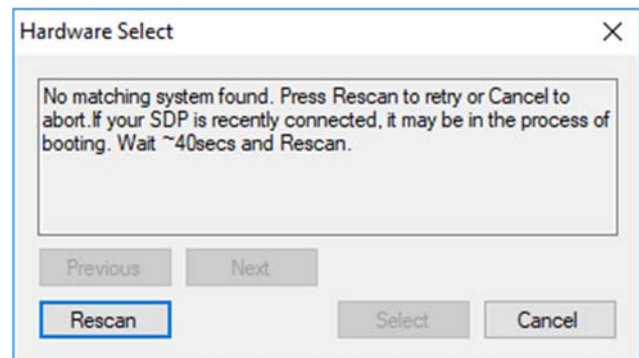 Hardware Select
No matching system found. Press Rescan to retry or Cancel to
abort.If your SDP is recently connected, it may be in the process of
booting. Wait ~40secs and Rescan.
Previous Next
Rescan Select Cancel